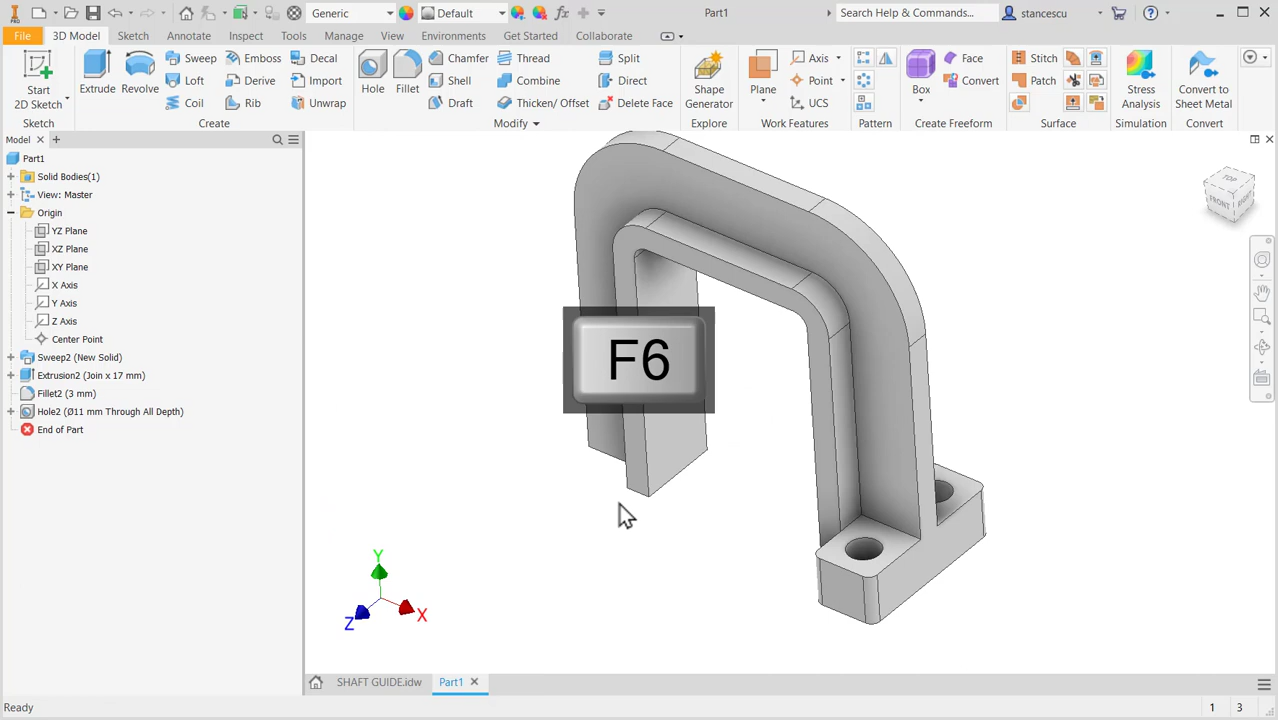 PRO
Generic
Default
Part1
Search Help & Commands...
stancescu
File
3D Model
Sketch
Annotate
Inspect
Tools
Manage
View
Environments
Get Started
Collaborate
Start
2D Sketch
Extrude
Revolve
Sweep
Loft
Coil
Emboss
Derive
Rib
Decal
Import
Unwrap
Hole
Fillet
Chamfer
Shell
Draft
Thread
Combine
Thicken/ Offset
Split
Direct
Delete Face
Shape
Generator
Plane
Axis
Point
UCS
Box
Face
Convert
Stitch
Patch
Stress
Analysis
Convert to
Sheet Metal
Sketch
Create
Modify
Explore
Work Features
Pattern
Create Freeform
Surface
Simulation
Convert
Model
Part1
Solid Bodies(1)
View: Master
Origin
YZ Plane
XZ Plane
XY Plane
X Axis
Y Axis
Z Axis
Center Point
Sweep2 (New Solid)
Extrusion2 (Join x 17 mm)
Fillet2 (3 mm)
Hole2 (Ø11 mm Through All Depth)
End of Part
TOP
FRONT
RIGHT
F6
Y
X
Z
SHAFT GUIDE.idw
Part1
Ready
1
3